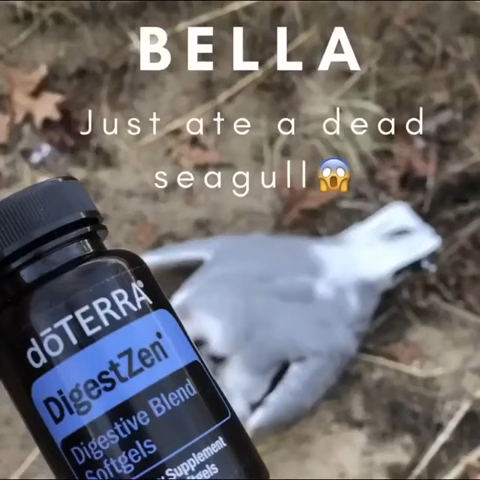 BELLA
Just ate a dead
seagull😱
dōTERRA®
DigestZen®
Digestive Blend
Softgels
Supplement